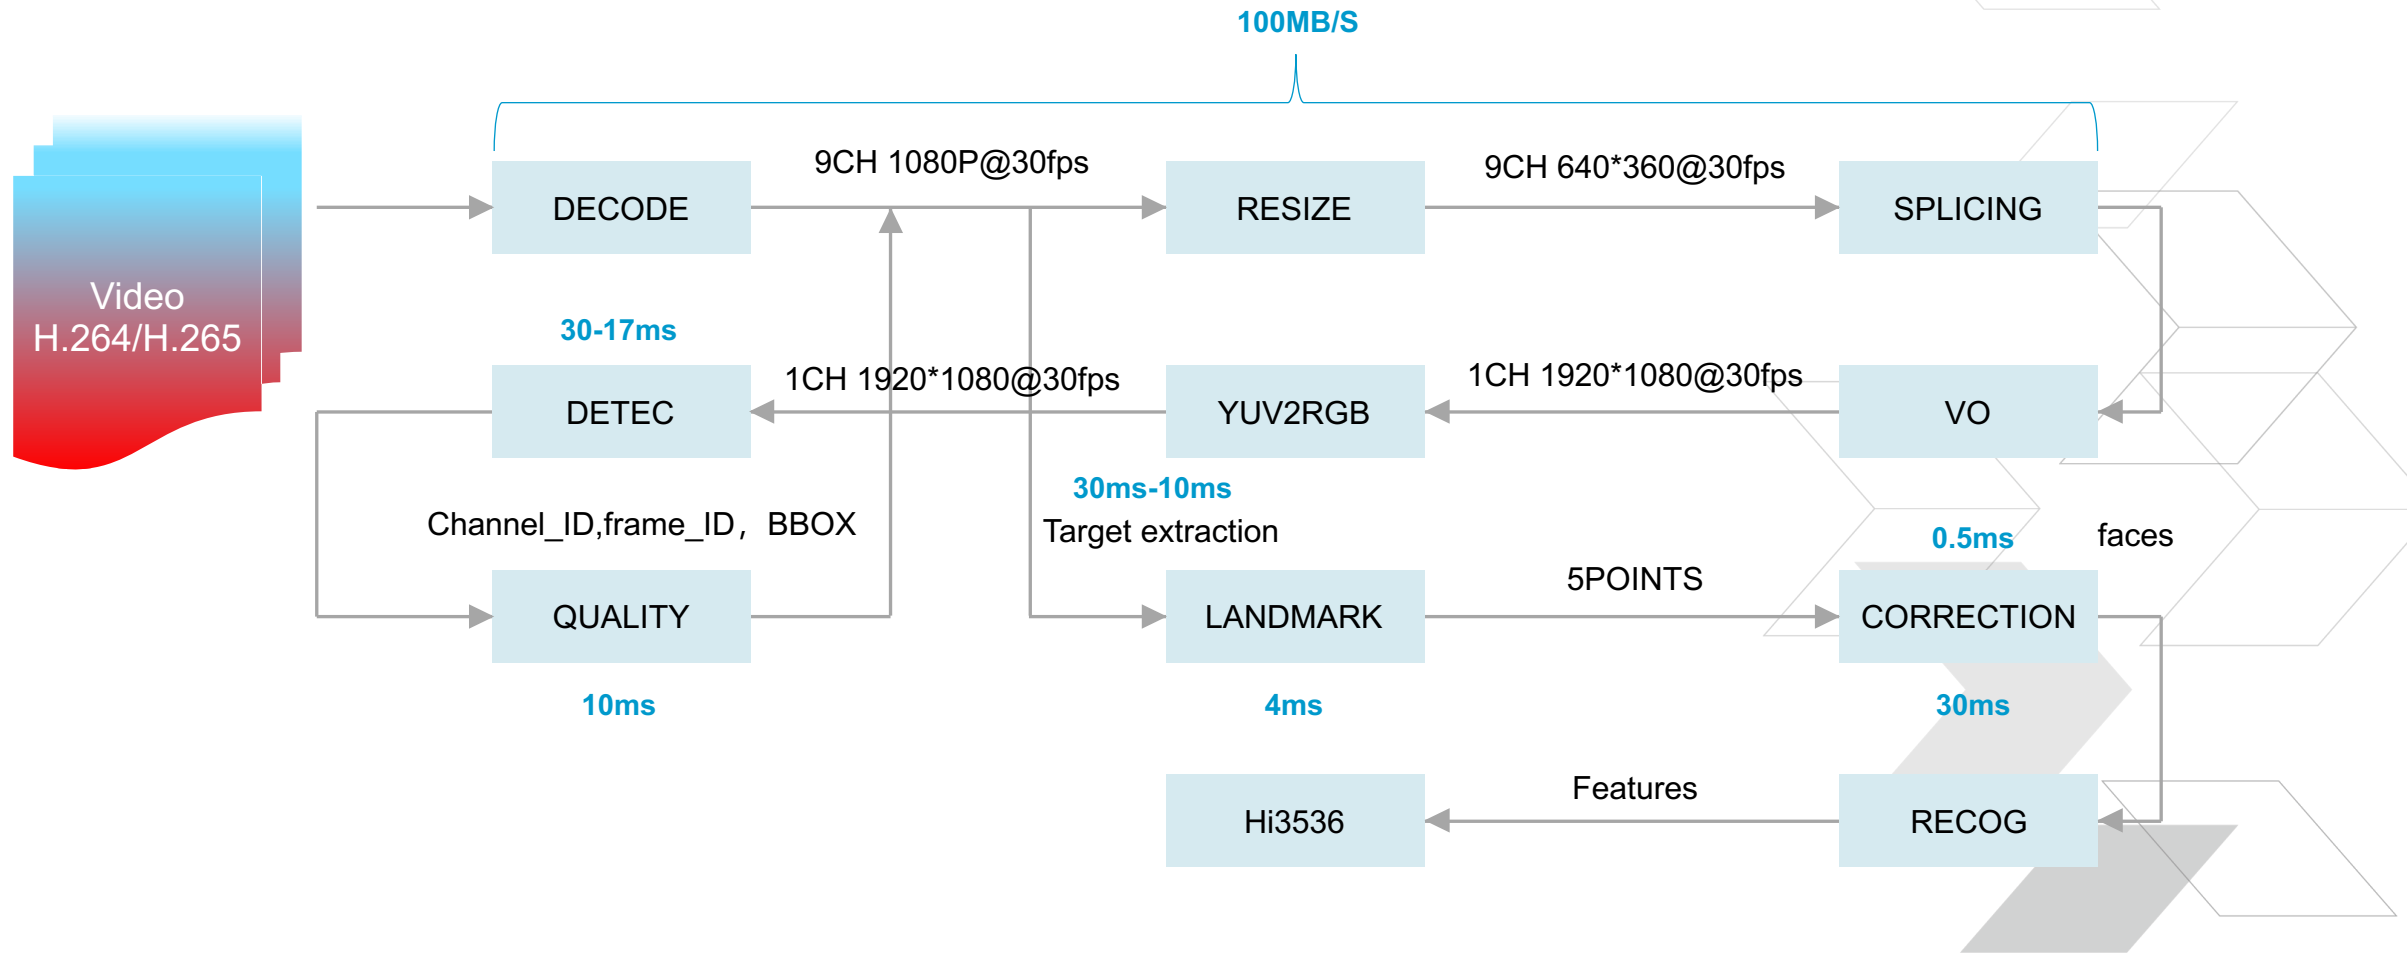 100MB/S
9CH 1080P@30fps
9CH 640*360@30fps
DECODE
RESIZE
SPLICING
Video
H.264/H.265
30-17ms
1CH 1920*1080@30fps
1CH 1920*1080@30fps
DETEC
YUV2RGB
VO
30ms-10ms
Channel_ID,frame_ID，BBOX
Target extraction
0.5ms
faces
5POINTS
QUALITY
LANDMARK
CORRECTION
10ms
4ms
30ms
Features
Hi3536
RECOG